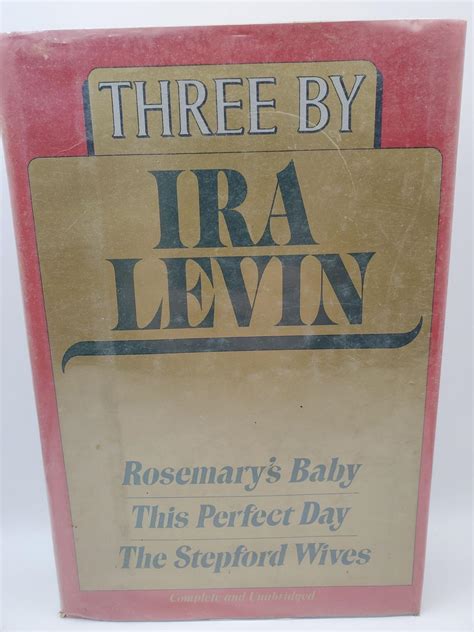 THREE BY
IRA
LEVIN
Rosemary's Baby
This Perfect Day
The Stepford Wives
Complete and Unabridged